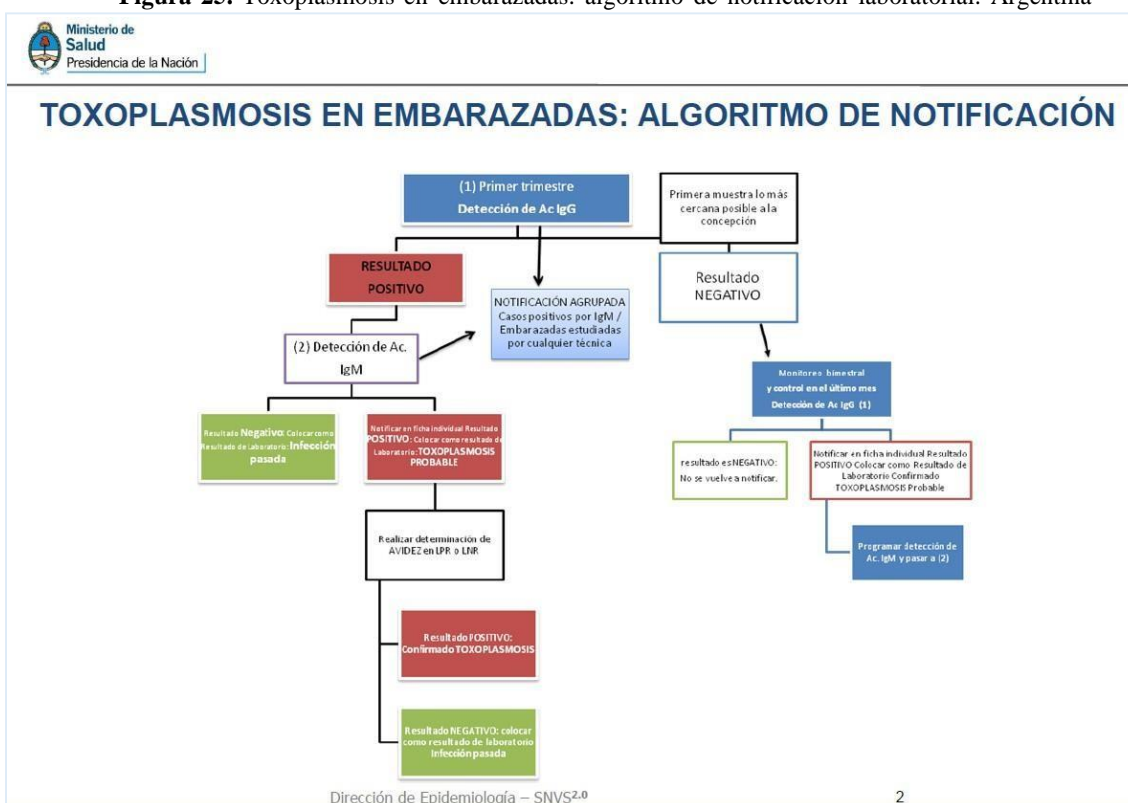 Figura 25. Toxoplasmosis en embarazadas: algoritmo de notificación laboratorial. Argentina
Ministerio de
Salud
Presidencia de la Nación
TOXOPLASMOSIS EN EMBARAZADAS: ALGORITMO DE NOTIFICACIÓN
(1) Primer trimestre
Detección de Ac IgG
Primera muestra lo más
cercana posible a la
concepción
RESULTADO
POSITIVO
Resultado
NEGATIVO
NOTIFICACIÓN AGRUPADA
Casos positivos por IgM /
Embarazadas estudiadas
por cualquier técnica
(2) Detección de Ac.
IgM
Monitoreo bimestral
y control en el último mes
Detección de Ac IgG (1)
Resultado Negativo: Colocar como
Resultado de Laboratorio: Infección
pasada
Notificar en ficha individual Resultado
POSITIVO: Colocar como resultado de
Laboratorio: TOXOPLASMOSIS
PROBABLE
resultado es NEGATIVO:
No se vuelve a notificar.
Notificar en ficha individual Resultado
POSITIVO Colocar como Resultado de
Laboratorio Confirmado
TOXOPLASMOSIS Probable
Realizar determinación de
AVIDEZ en LPR o LNR
Programar detección de
Ac. IgM y pasar a (2)
Resultado POSITIVO:
Confirmado TOXOPLASMOSIS
Resultado NEGATIVO: colocar
como resultado de laboratorio
Infección pasada
Dirección de Epidemiología – SNVS2.0
2